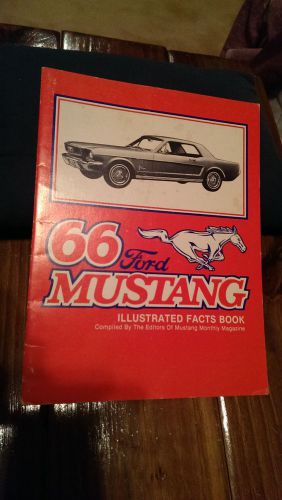 66 Ford
MUSTANG
ILLUSTRATED FACTS BOOK
Compiled By The Editors Of Mustang Monthly Magazine